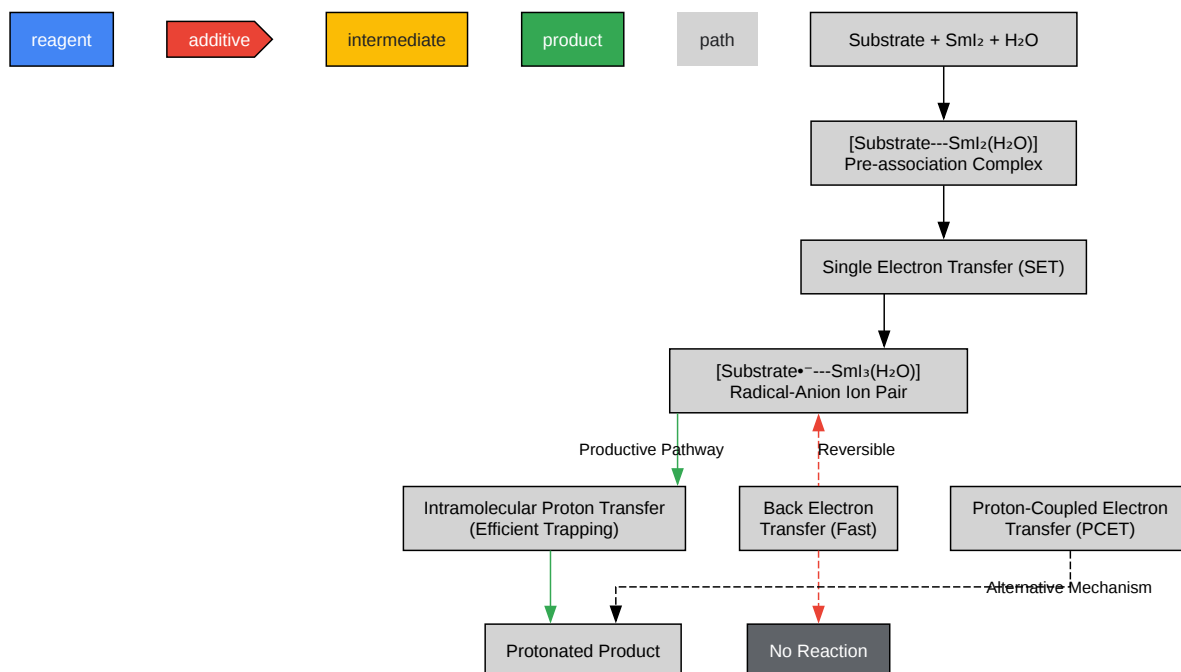 reagent
additive
intermediate
product
path
Substrate + SmI₂ + H₂O
[Substrate---SmI₂(H₂O)]
Pre-association Complex
Single Electron Transfer (SET)
[Substrate•⁻---SmI₃(H₂O)]
Radical-Anion Ion Pair
Productive Pathway
Reversible
Intramolecular Proton Transfer
(Efficient Trapping)
Back Electron
Transfer (Fast)
Proton-Coupled Electron
Transfer (PCET)
Alternative Mechanism
Protonated Product
No Reaction